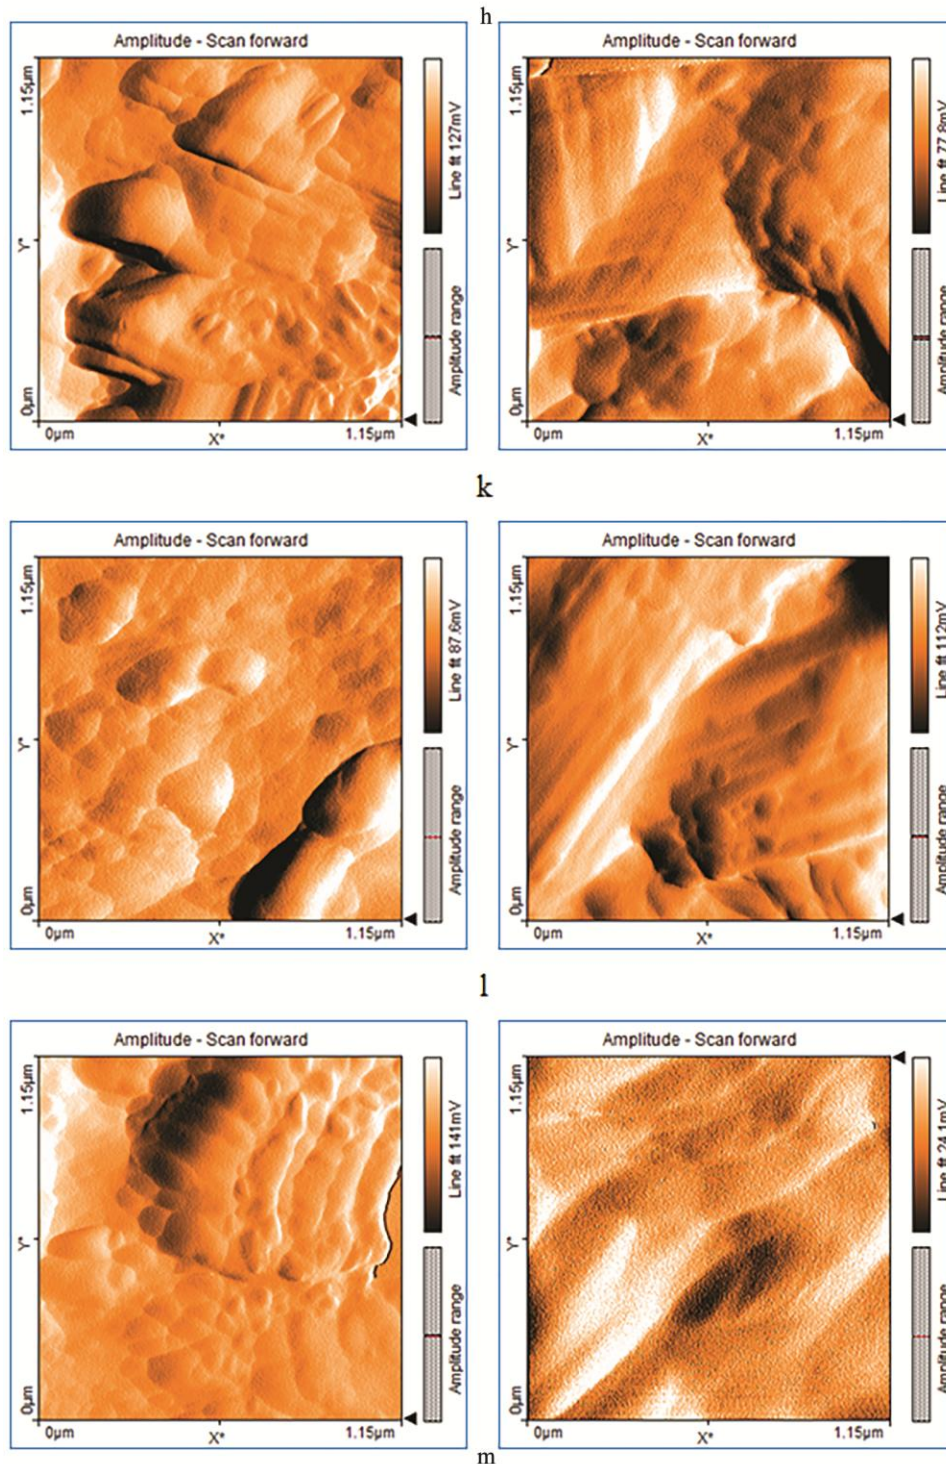 h
Amplitude - Scan forward
1.15µm
Y*
0µm
0µm
X*
1.15µm
Line fit 127mV
Amplitude range
Amplitude - Scan forward
1.15µm
Y*
0µm
0µm
X*
1.15µm
Line fit 77.8mV
Amplitude range
k
Amplitude - Scan forward
1.15µm
Y*
0µm
0µm
X*
1.15µm
Line fit 87.6mV
Amplitude range
Amplitude - Scan forward
1.15µm
Y*
0µm
0µm
X*
1.15µm
Line fit 112mV
Amplitude range
l
Amplitude - Scan forward
1.15µm
Y*
0µm
0µm
X*
1.15µm
Line fit 141mV
Amplitude range
Amplitude - Scan forward
1.15µm
Y*
0µm
0µm
X*
1.15µm
Line fit 24.1mV
Amplitude range
m